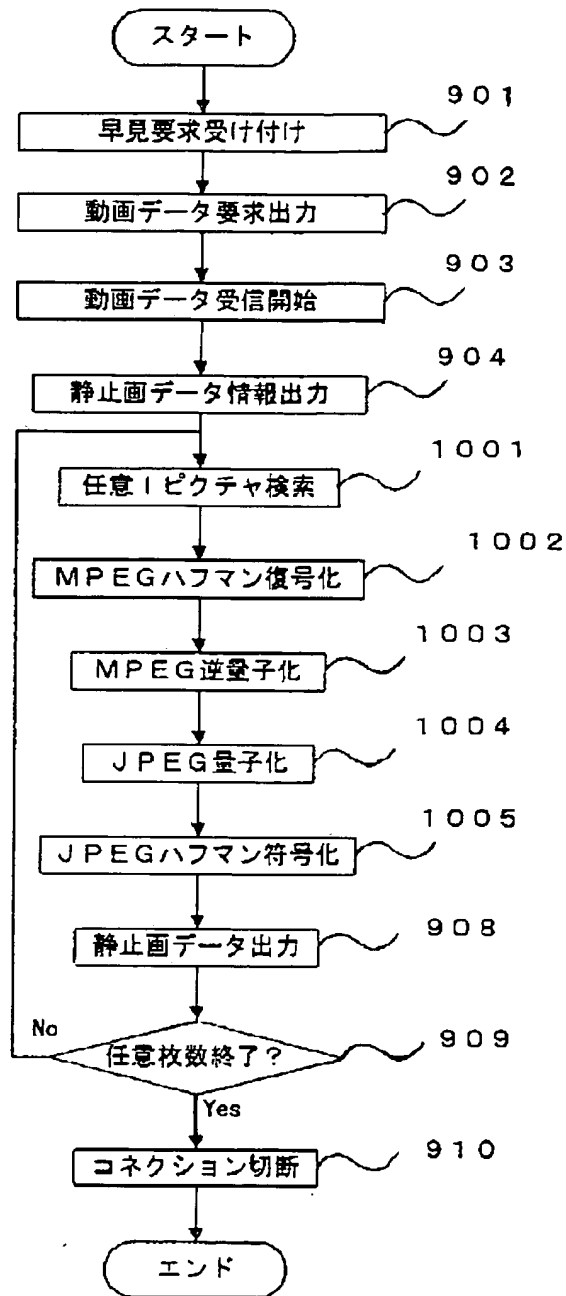 スタート
早見要求受け付け
901
動画データ要求出力
902
動画データ受信開始
903
静止画データ情報出力
904
任意Iピクチャ検索
1001
MPEGハフマン復号化
1002
MPEG逆量子化
1003
JPEG量子化
1004
JPEGハフマン符号化
1005
静止画データ出力
908
No
任意枚数終了?
909
Yes
コネクション切断
910
エンド